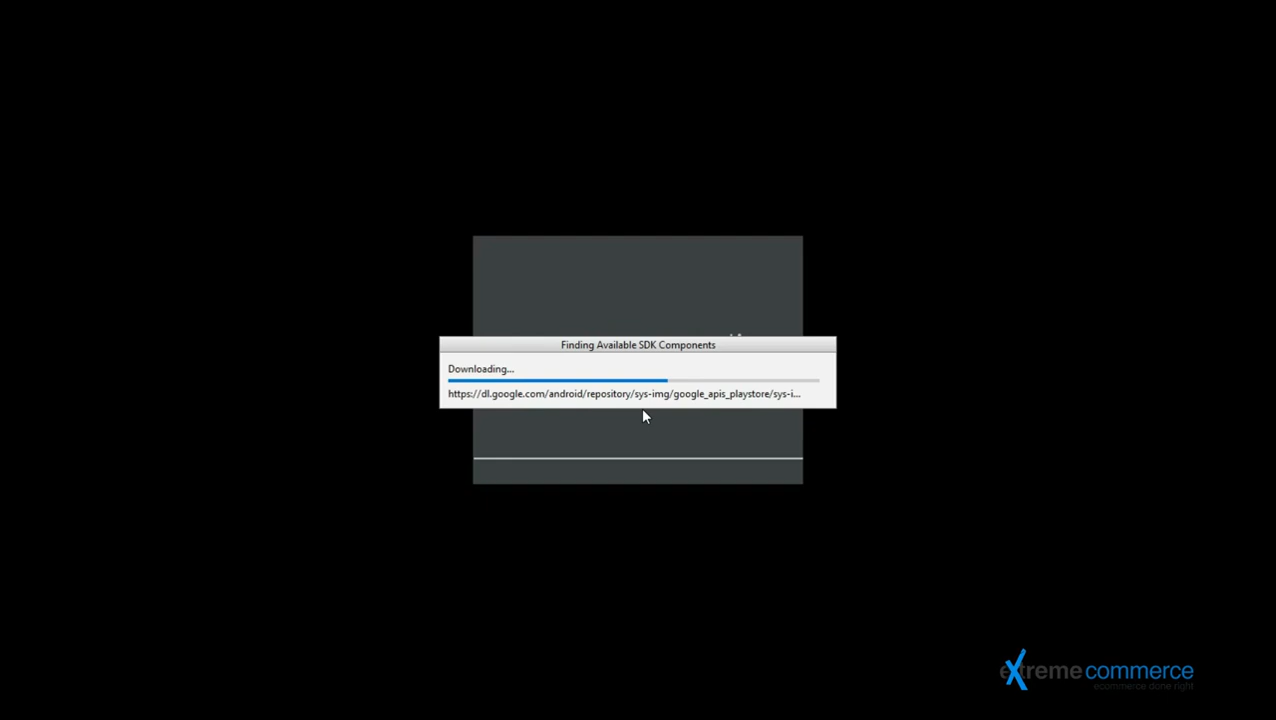 Finding Available SDK Components
Downloading...
https://dl.google.com/android/repository/sys-img/google_apis_playstore/sys-i...
extreme commerce
ecommerce done right